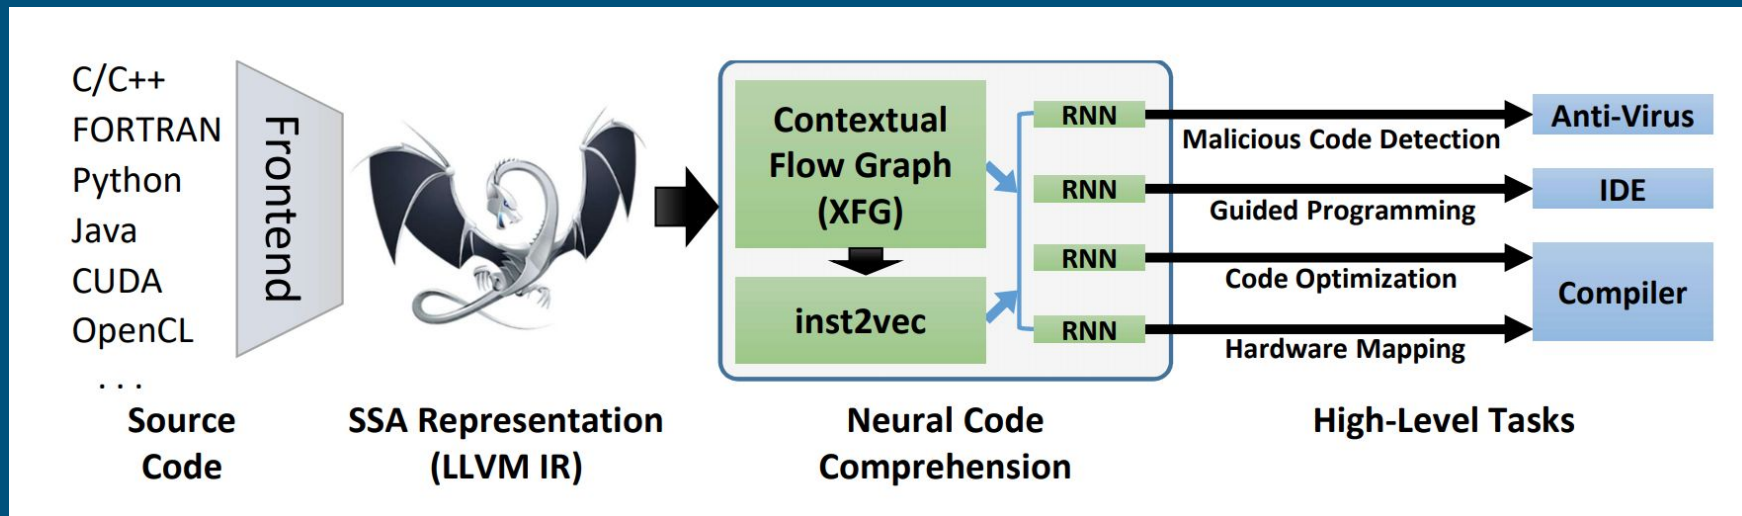 C/C++
FORTRAN
Python
Java
CUDA
OpenCL
. . .
Frontend
Source
Code
SSA Representation
(LLVM IR)
Contextual
Flow Graph
(XFG)
inst2vec
RNN
RNN
RNN
RNN
Neural Code
Comprehension
Malicious Code Detection
Guided Programming
Code Optimization
Hardware Mapping
Anti-Virus
IDE
Compiler
High-Level Tasks